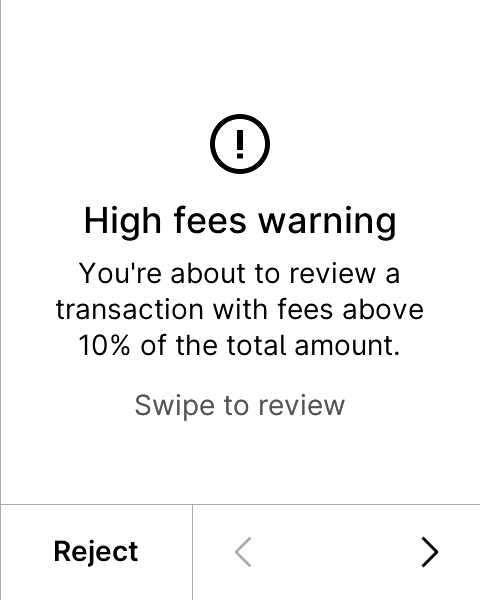 High fees warning
You're about to review a
transaction with fees above
10% of the total amount.
Swipe to review
Reject